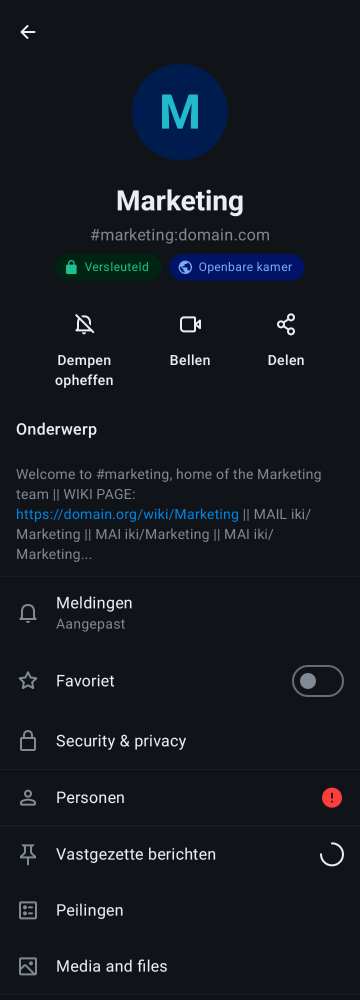 M
Marketing
#marketing:domain.com
Versleuteld
Openbare kamer
Dempen
opheffen
Bellen
Delen
Onderwerp
Welcome to #marketing, home of the Marketing
team || WIKI PAGE:
https://domain.org/wiki/Marketing || MAIL iki/
Marketing || MAI iki/Marketing || MAI iki/
Marketing...
Meldingen
Aangepast
Favoriet
Security & privacy
Personen
Vastgezette berichten
Peilingen
Media and files